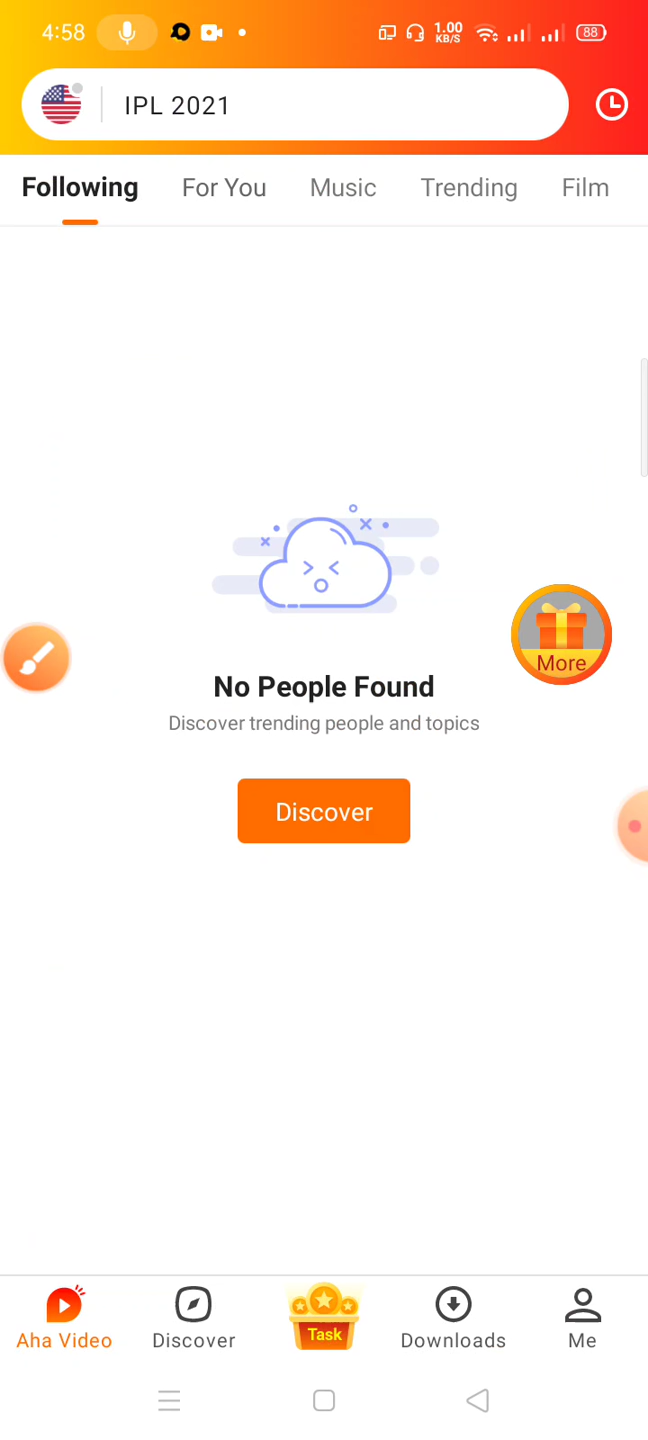 4:58 1.00 KB/S 88
IPL 2021
Following For You Music Trending Film
More
No People Found
Discover trending people and topics
Discover
Aha Video Discover Task Downloads Me